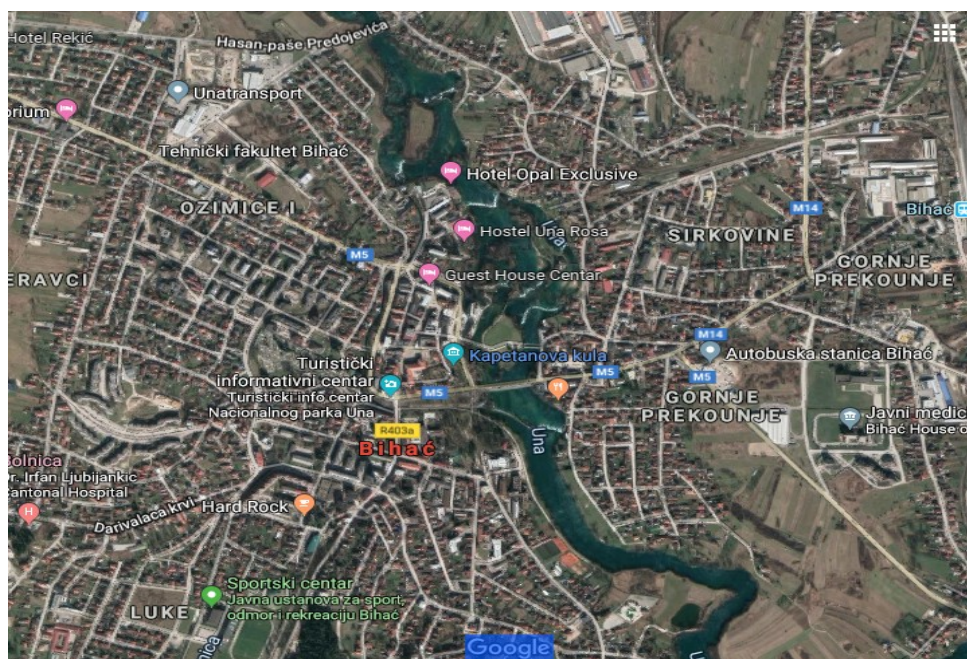 Hotel Rekić
Hasan-paše Predojevića
Unatransport
orium
Tehnički fakultet Bihać
Hotel Opal Exclusive
OZIMICE I
M14
Bihać
Hostel Una Rosa
Una
SIRKOVINE
M5
ERAVCI
Guest House Centar
GORNJE
PREKOUNJE
M14
Kapetanova kula
Autobuska stanica Bihać
Turistički
informativni centar
Turistički info centar
Nacionalnog parka Una
M5
M5
M5
GORNJE
PREKOUNJE
Javni medic
Bihać House o
R403a
Bihać
Una
Bolnica
r. Irfan Ljubijankic
Cantonal Hospital
H
Darivalaca krvi
Hard Rock
Sportski centar
Javna ustanova za sport,
odmor i rekreaciju Bihać
LUKE
nica
Google
U